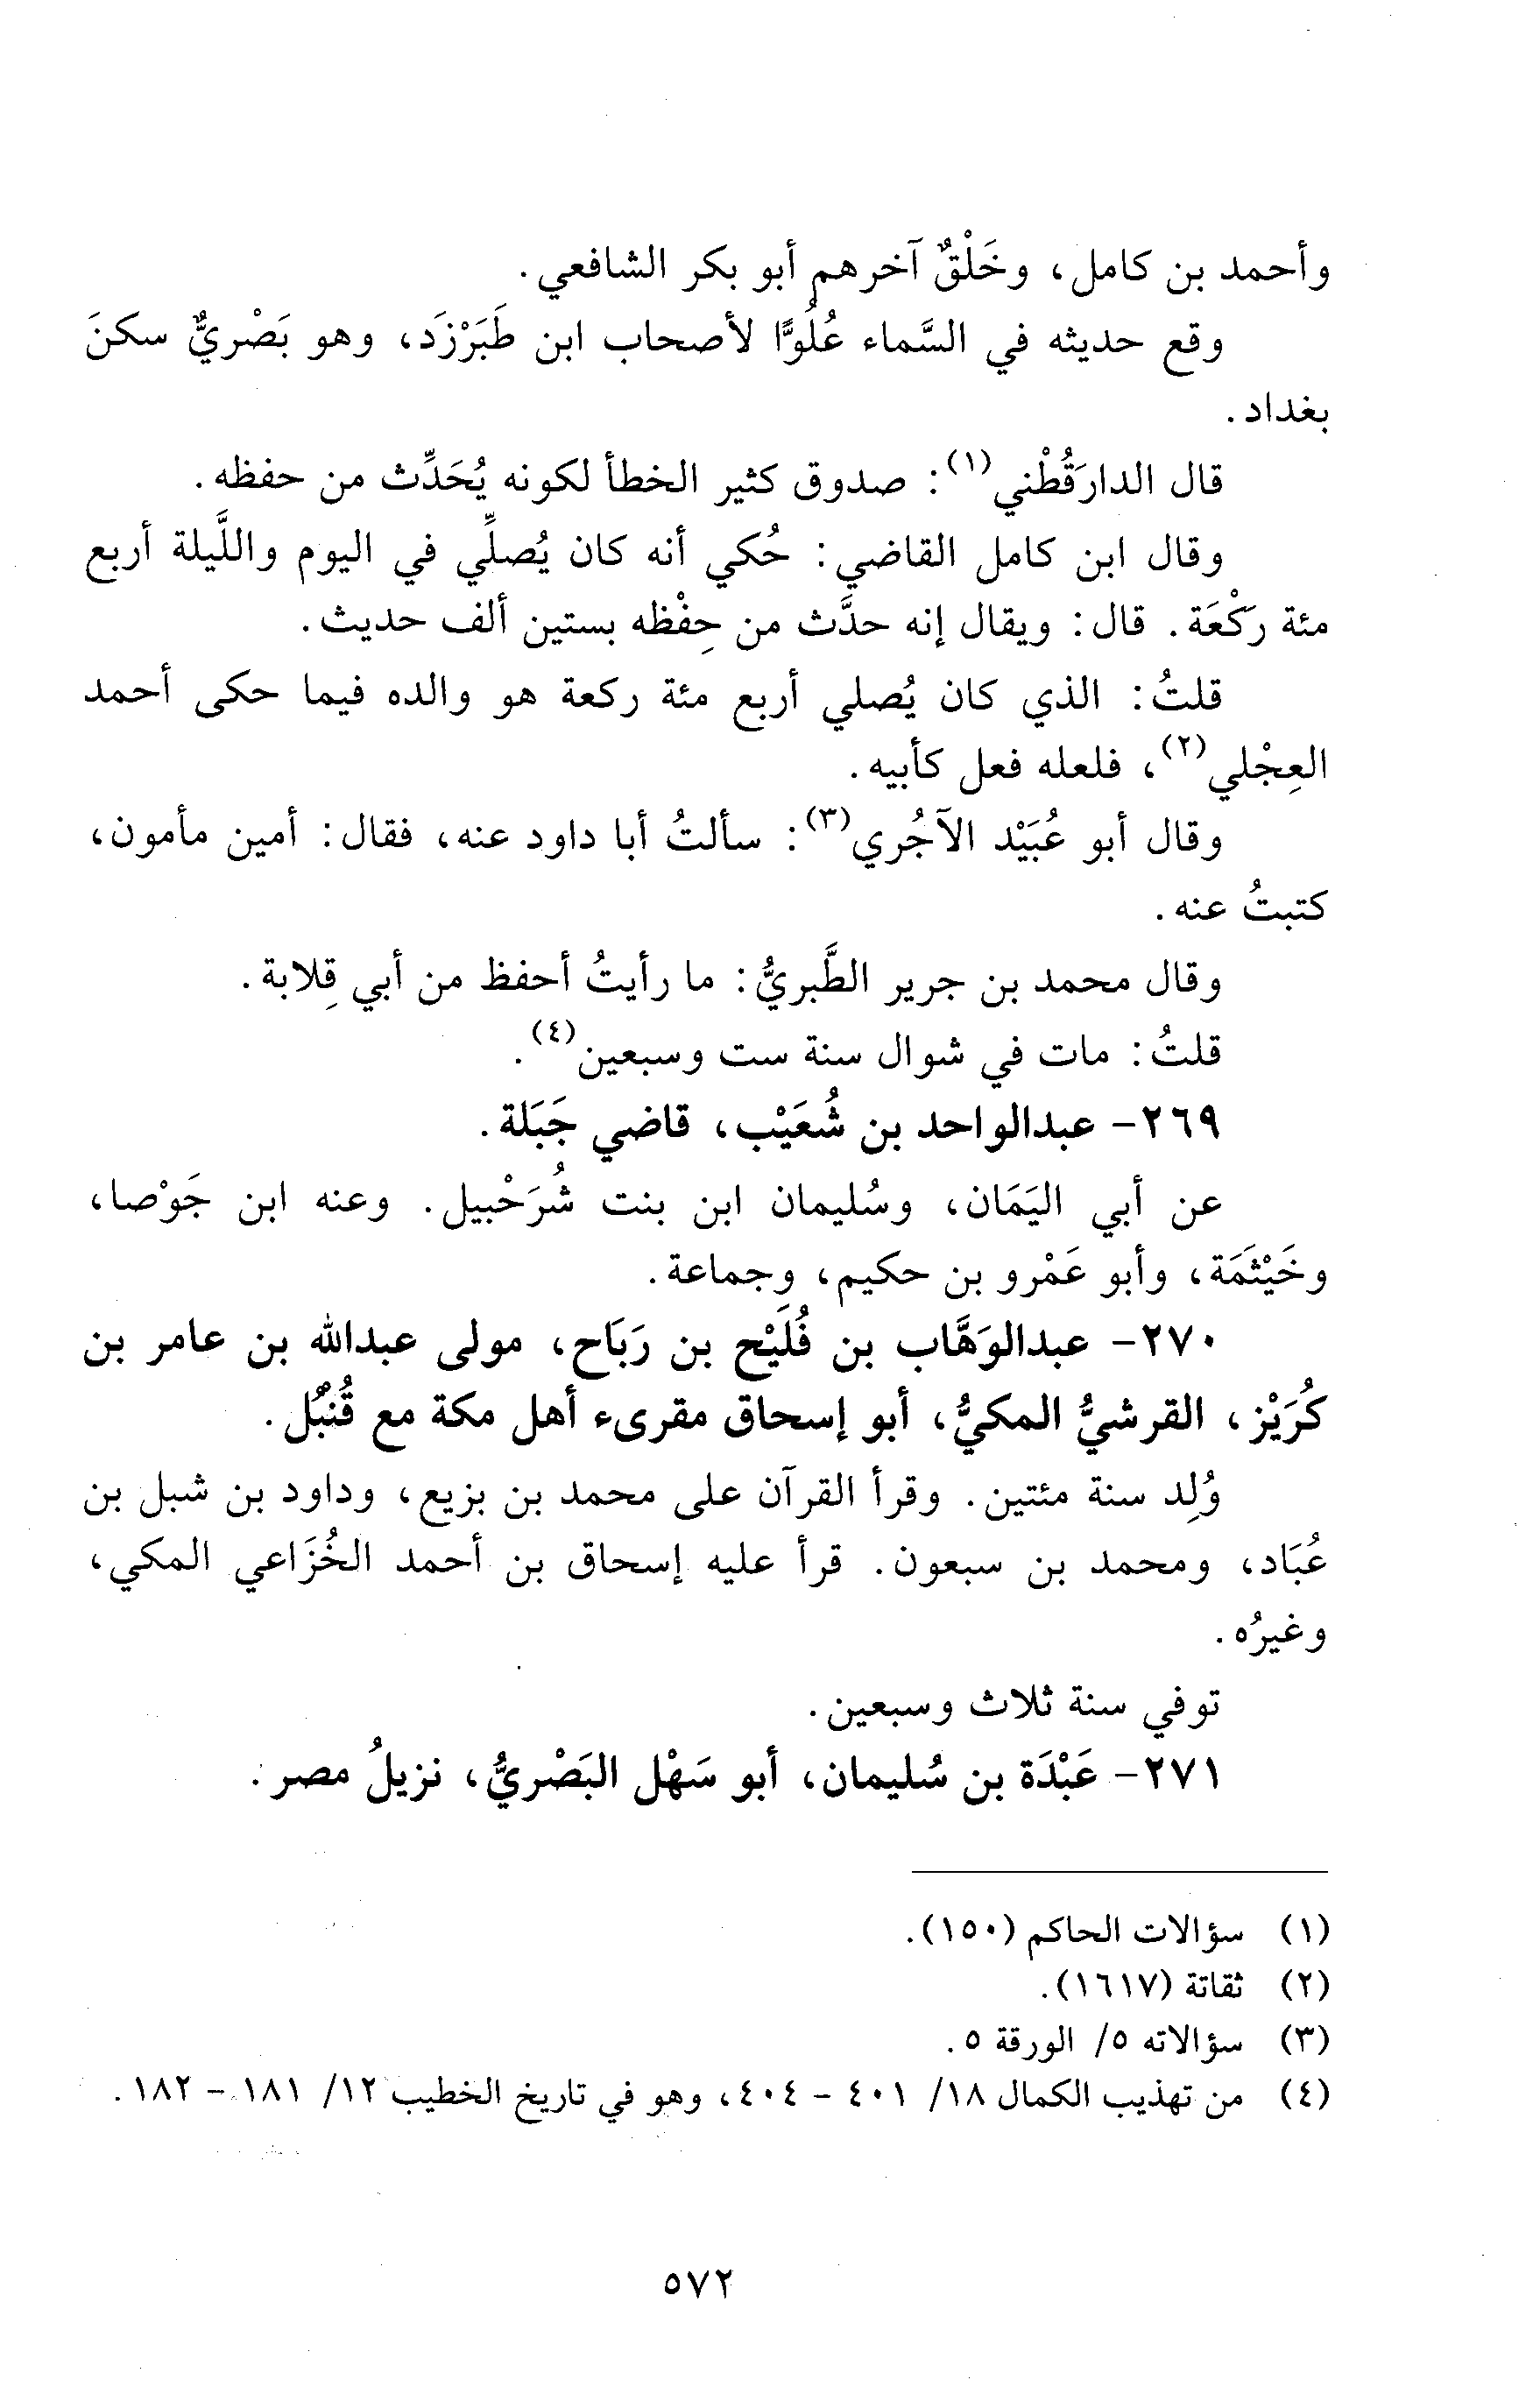 وأحمد بن كامل، وخَلْقٌ آخرهم أبو بكر الشافعي.
وقع حديثه في السَّماء عُلُوًّا لأصحاب ابن طَبَرْزَد، وهو بَصْريٌّ سكنَ
بغداد.
قال الدارَقُطْني(١): صدوق كثير الخطأ لكونه يُحَدِّث من حفظه.
وقال ابن كامل القاضي: حُكي أنه كان يُصلِّي في اليوم واللَّيلة أربع
مئة ركْعَة. قال: ويقال إنه حدَّث من حِفْظه بستين ألف حديث.
قلتُ: الذي كان يُصلي أربع مئة ركعة هو والده فيما حكى أحمد
العِجْلي(٢)، فلعله فعل كأبيه.
وقال أبو عُبَيْد الآجُري(٣): سألتُ أبا داود عنه، فقال: أمين مأمون،
كتبتُ عنه.
وقال محمد بن جرير الطَّبريُّ: ما رأيتُ أحفظ من أبي قِلابة.
قلتُ: مات في شوال سنة ست وسبعين(٤).
٢٦٩- عبدالواحد بن شُعَيْب، قاضي جَبَلة.
عن أبي اليَمَان، وسُليمان ابن بنت شُرَحْبيل. وعنه ابن جَوْصا،
وخَيْثَمَة، وأبو عَمْرو بن حكيم، وجماعة.
٢٧٠- عبدالوَهَّاب بن فُلَيْح بن رَبَاح، مولى عبدالله بن عامر بن
كُرَيْز، القرشيُّ المكيُّ، أبو إسحاق مقرىء أهل مكة مع قُنْبُل.
وُلِد سنة مئتين. وقرأ القرآن على محمد بن بزيع، وداود بن شبل بن
عُبَاد، ومحمد بن سبعون. قرأ عليه إسحاق بن أحمد الخُزَاعي المكي،
وغيرُه.
توفي سنة ثلاث وسبعين.
٢٧١- عَبْدَة بن سُليمان، أبو سَهْل البَصْريُّ، نزيلُ مصر.
(١) سؤالات الحاكم (١٥٠).
(٢) ثقاتة (١٦١٧).
(٣) سؤالاته ٥/ الورقة ٥.
(٤) من تهذيب الكمال ١٨/ ٤٠١ - ٤٠٤، وهو في تاريخ الخطيب ١٢/ ١٨١ - ١٨٢.
٥٧٢